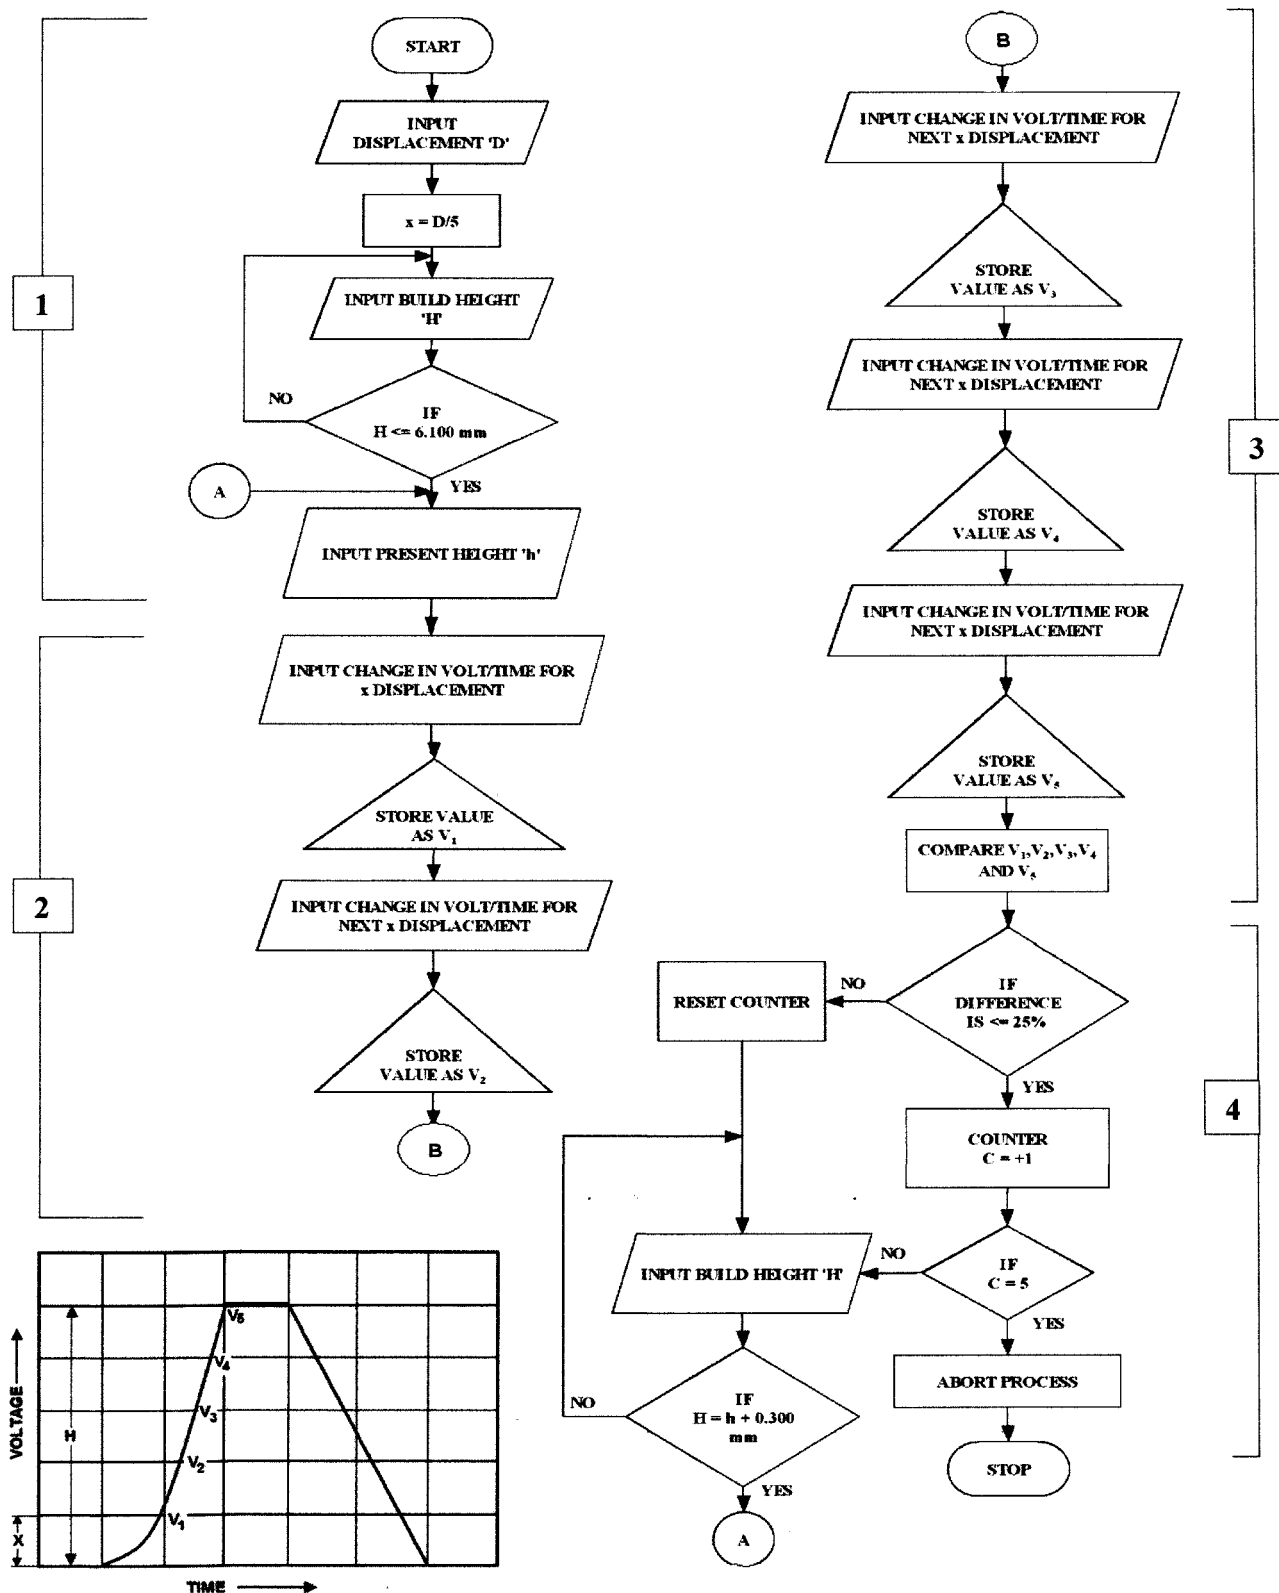 START
INPUT
DISPLACEMENT 'D'
x = D/5
INPUT BUILD HEIGHT
'H'
NO
IF
H <= 6.100 mm
A
YES
INPUT PRESENT HEIGHT 'h'
1
INPUT CHANGE IN VOLT/TIME FOR
x DISPLACEMENT
STORE VALUE
AS V₁
INPUT CHANGE IN VOLT/TIME FOR
NEXT x DISPLACEMENT
STORE
VALUE AS V₂
B
2
B
INPUT CHANGE IN VOLT/TIME FOR
NEXT x DISPLACEMENT
STORE
VALUE AS V₃
INPUT CHANGE IN VOLT/TIME FOR
NEXT x DISPLACEMENT
STORE
VALUE AS V₄
INPUT CHANGE IN VOLT/TIME FOR
NEXT x DISPLACEMENT
STORE
VALUE AS V₅
COMPARE V₁,V₂,V₃,V₄
AND V₅
3
IF
DIFFERENCE
IS <= 25%
NO
RESET COUNTER
YES
COUNTER
C = +1
4
IF
C = 5
NO
INPUT BUILD HEIGHT 'H'
YES
ABORT PROCESS
STOP
IF
H = h + 0.300
mm
NO
YES
A
V₅
V₄
V₃
V₂
V₁
H
X
VOLTAGE
TIME